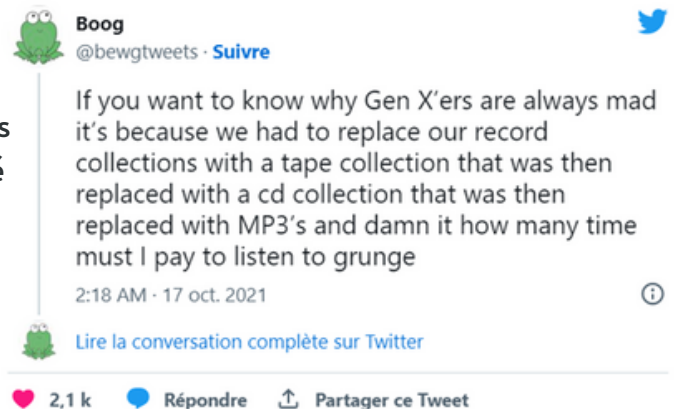 Boog
@bewgtweets · Suivre
If you want to know why Gen X’ers are always mad
s
it’s because we had to replace our record
é
collections with a tape collection that was then
replaced with a cd collection that was then
replaced with MP3’s and damn it how many time
must I pay to listen to grunge
2:18 AM · 17 oct. 2021
Lire la conversation complète sur Twitter
2,1 k Répondre Partager ce Tweet